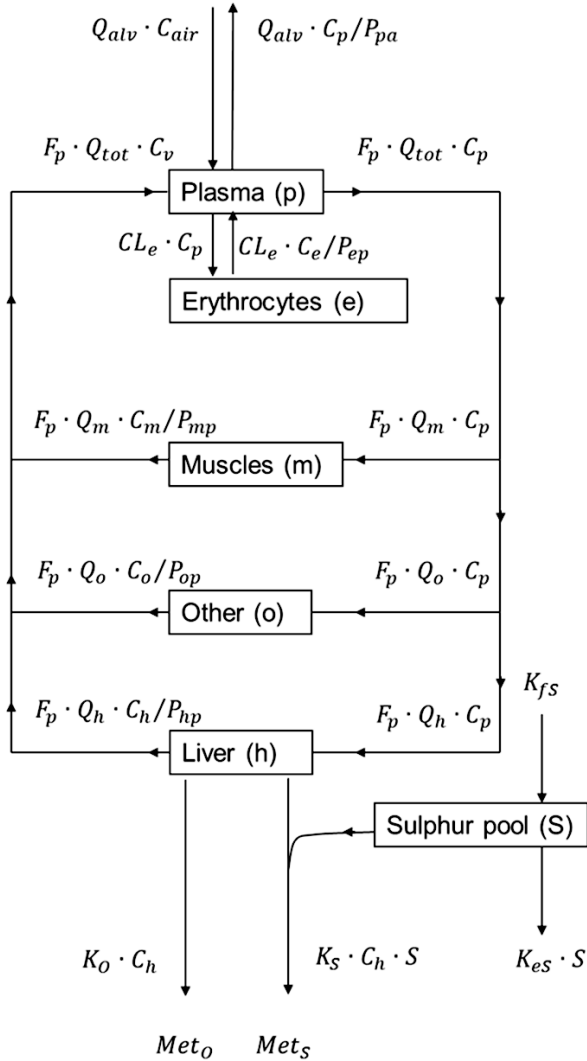 Q_{alv} · C_{air}    Q_{alv} · C_p/P_{pa}
F_p · Q_{tot} · C_v    F_p · Q_{tot} · C_p
Plasma (p)
CL_e · C_p    CL_e · C_e/P_{ep}
Erythrocytes (e)
F_p · Q_m · C_m/P_{mp}    F_p · Q_m · C_p
Muscles (m)
F_p · Q_o · C_o/P_{op}    F_p · Q_o · C_p
Other (o)
K_{fS}
F_p · Q_h · C_h/P_{hp}    F_p · Q_h · C_p
Liver (h)
Sulphur pool (S)
K_O · C_h    K_S · C_h · S    K_{eS} · S
Met_O    Met_S